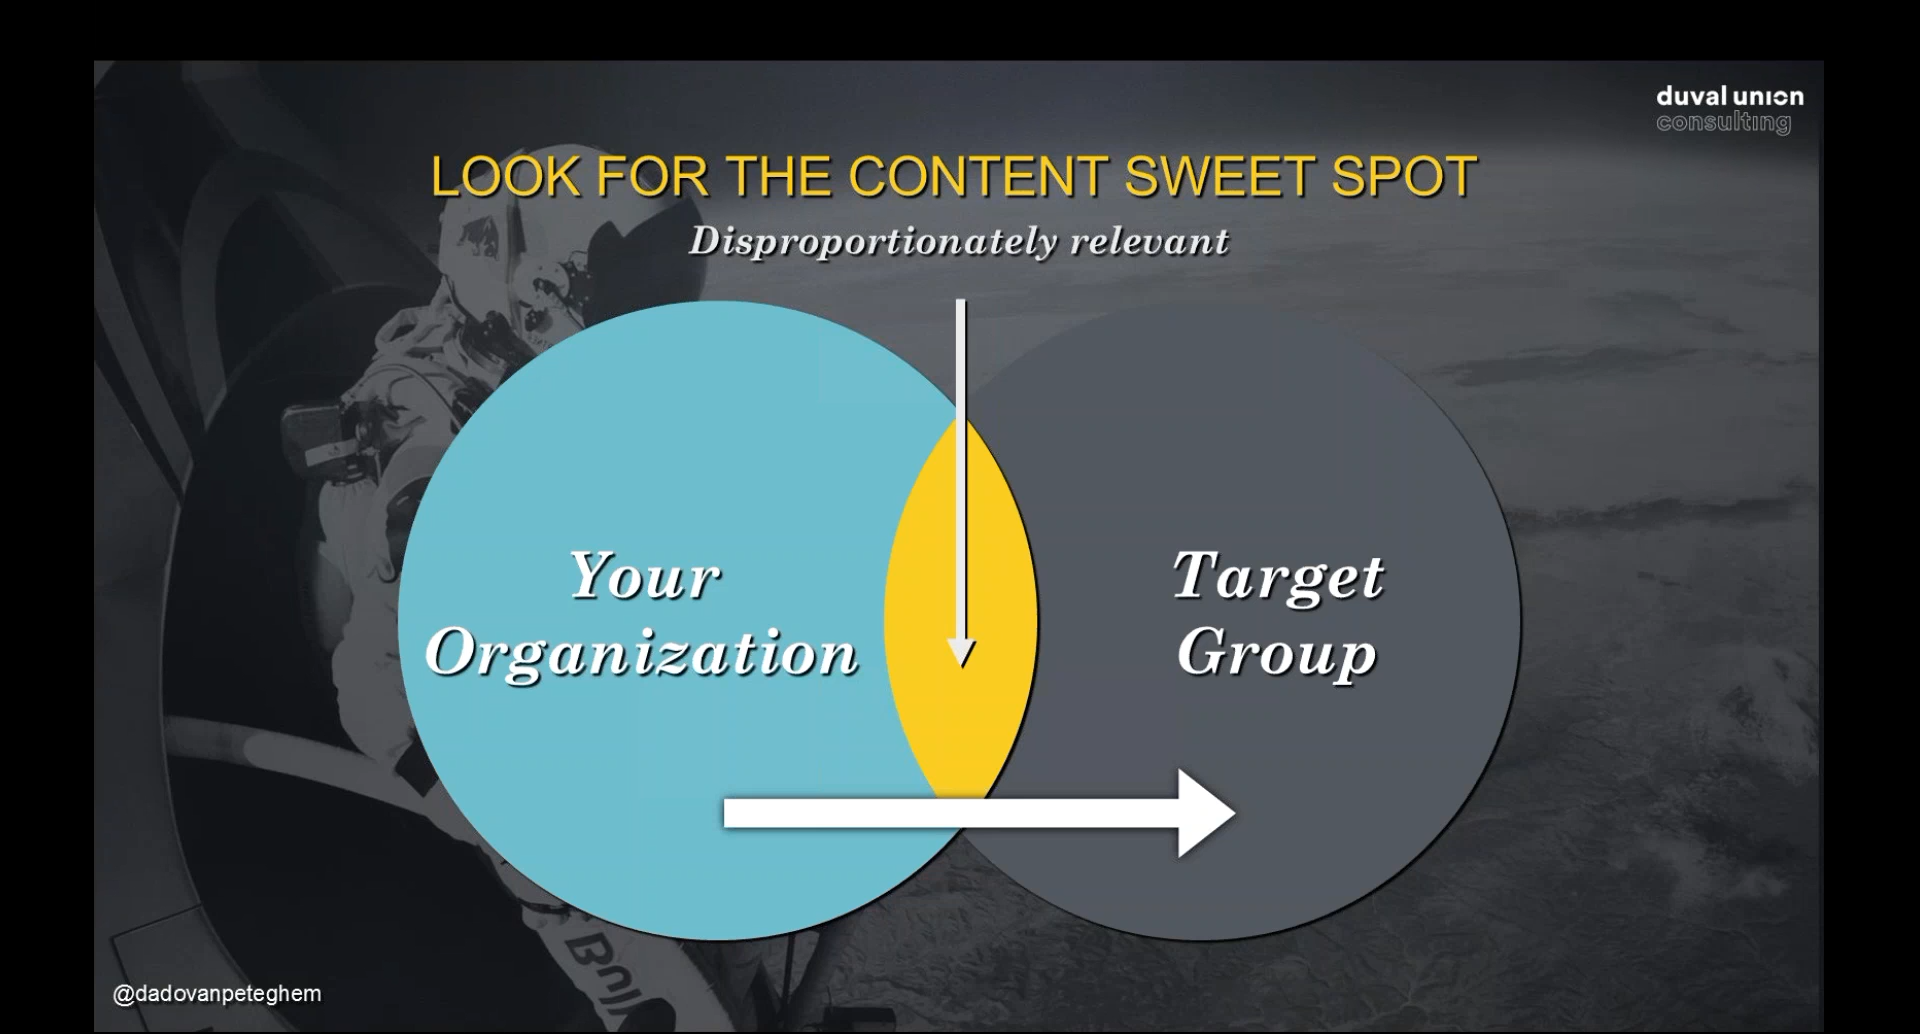 duval union
consulting
LOOK FOR THE CONTENT SWEET SPOT
Disproportionately relevant
Your
Organization
Target
Group
@dadovanpeteghem